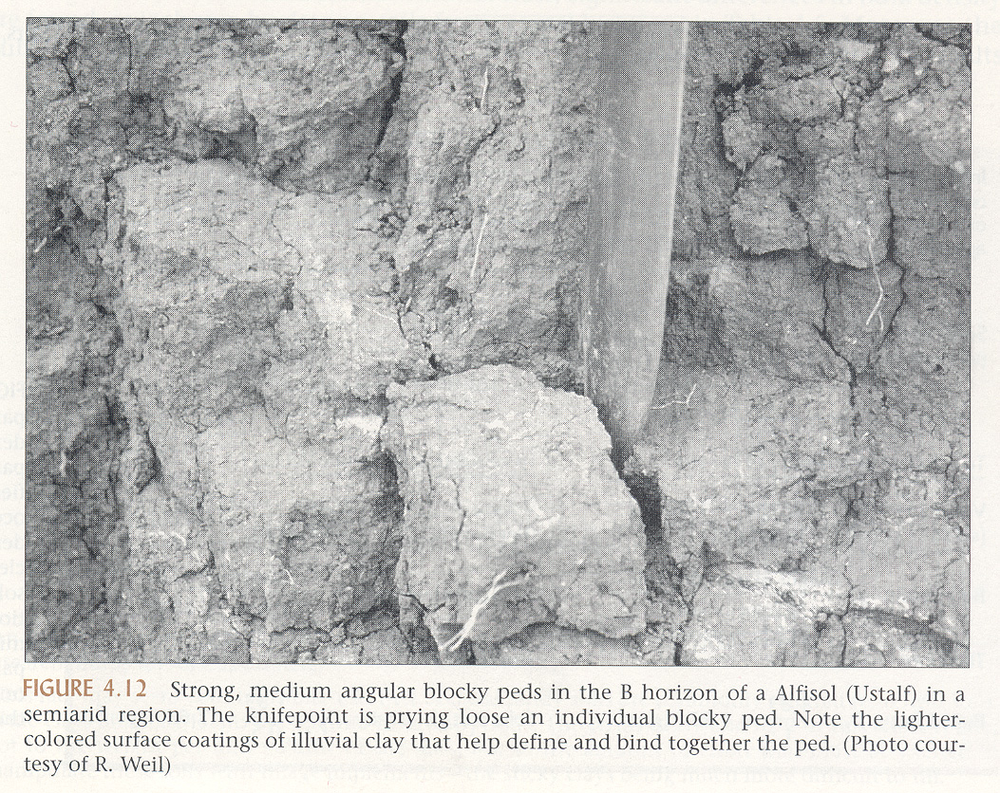 FIGURE 4.12 Strong, medium angular blocky peds in the B horizon of a Alfisol (Ustalf) in a
semiarid region. The knifepoint is prying loose an individual blocky ped. Note the lighter-
colored surface coatings of illuvial clay that help define and bind together the ped. (Photo cour-
tesy of R. Weil)